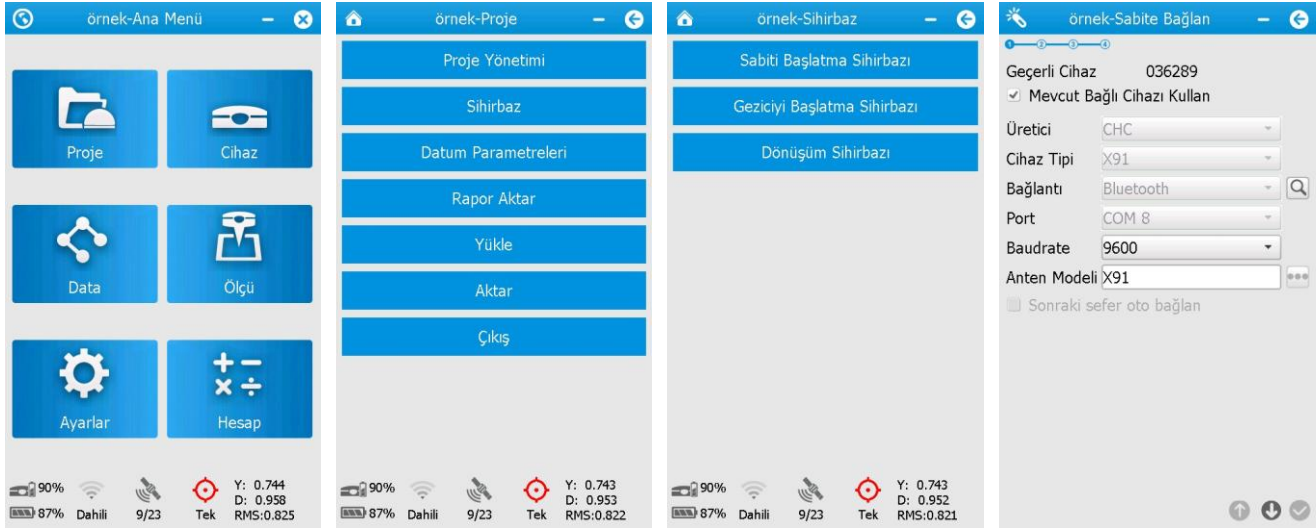 örnek-Ana Menü
Proje
Cihaz
Data
Ölçü
Ayarlar
Hesap
90%
87%
Dahili
9/23
Tek
Y: 0.744
D: 0.958
RMS:0.825
örnek-Proje
Proje Yönetimi
Sihirbaz
Datum Parametreleri
Rapor Aktar
Yükle
Aktar
Çıkış
90%
87%
Dahili
9/23
Tek
Y: 0.743
D: 0.953
RMS:0.822
örnek-Sihirbaz
Sabiti Başlatma Sihirbazı
Geziciyi Başlatma Sihirbazı
Dönüşüm Sihirbazı
90%
87%
Dahili
9/23
Tek
Y: 0.743
D: 0.952
RMS:0.821
örnek-Sabite Bağlan
1 2 3 4
Geçerli Cihaz 036289
Mevcut Bağlı Cihazı Kullan
Üretici CHC
Cihaz Tipi X91
Bağlantı Bluetooth
Port COM 8
Baudrate 9600
Anten Modeli X91
Sonraki sefer oto bağlan